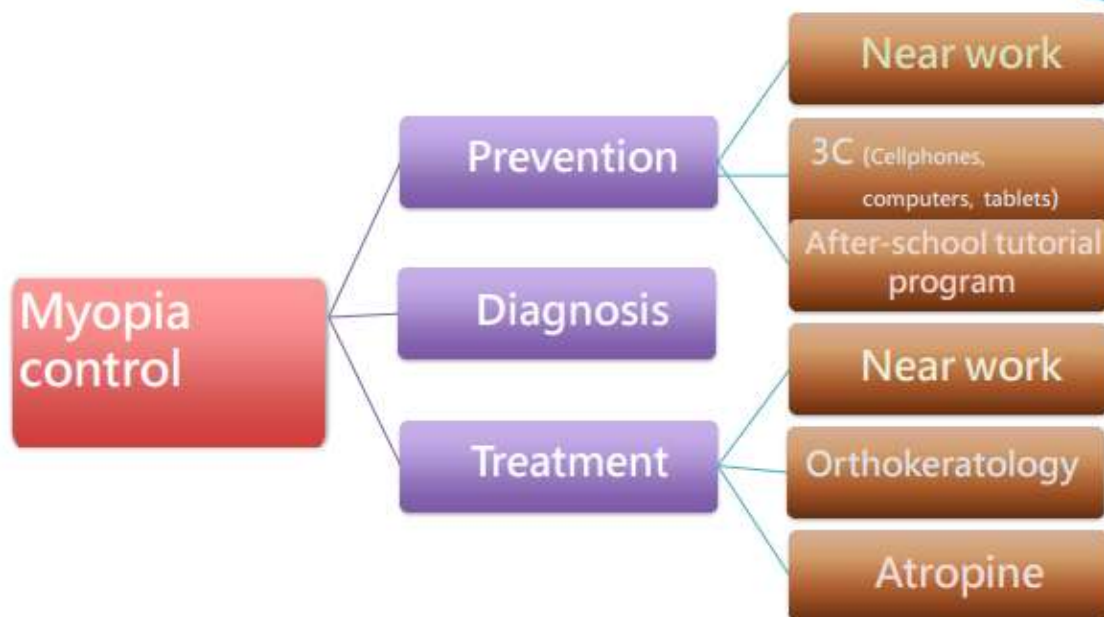 Near work
Prevention
3C (Cellphones,
computers, tablets)
After-school tutorial
program
Myopia
control
Diagnosis
Near work
Treatment
Orthokeratology
Atropine